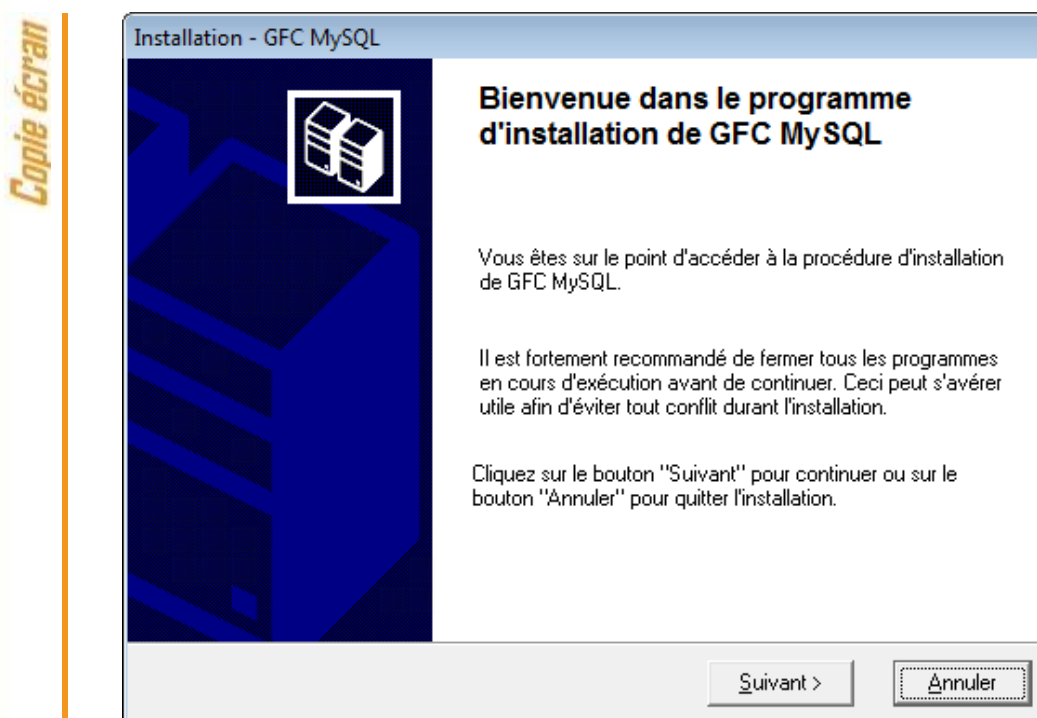 Copie écran
Installation - GFC MySQL
Bienvenue dans le programme
d'installation de GFC MySQL
Vous êtes sur le point d'accéder à la procédure d'installation
de GFC MySQL.
Il est fortement recommandé de fermer tous les programmes
en cours d'exécution avant de continuer. Ceci peut s'avérer
utile afin d'éviter tout conflit durant l'installation.
Cliquez sur le bouton "Suivant" pour continuer ou sur le
bouton "Annuler" pour quitter l'installation.
Suivant >
Annuler